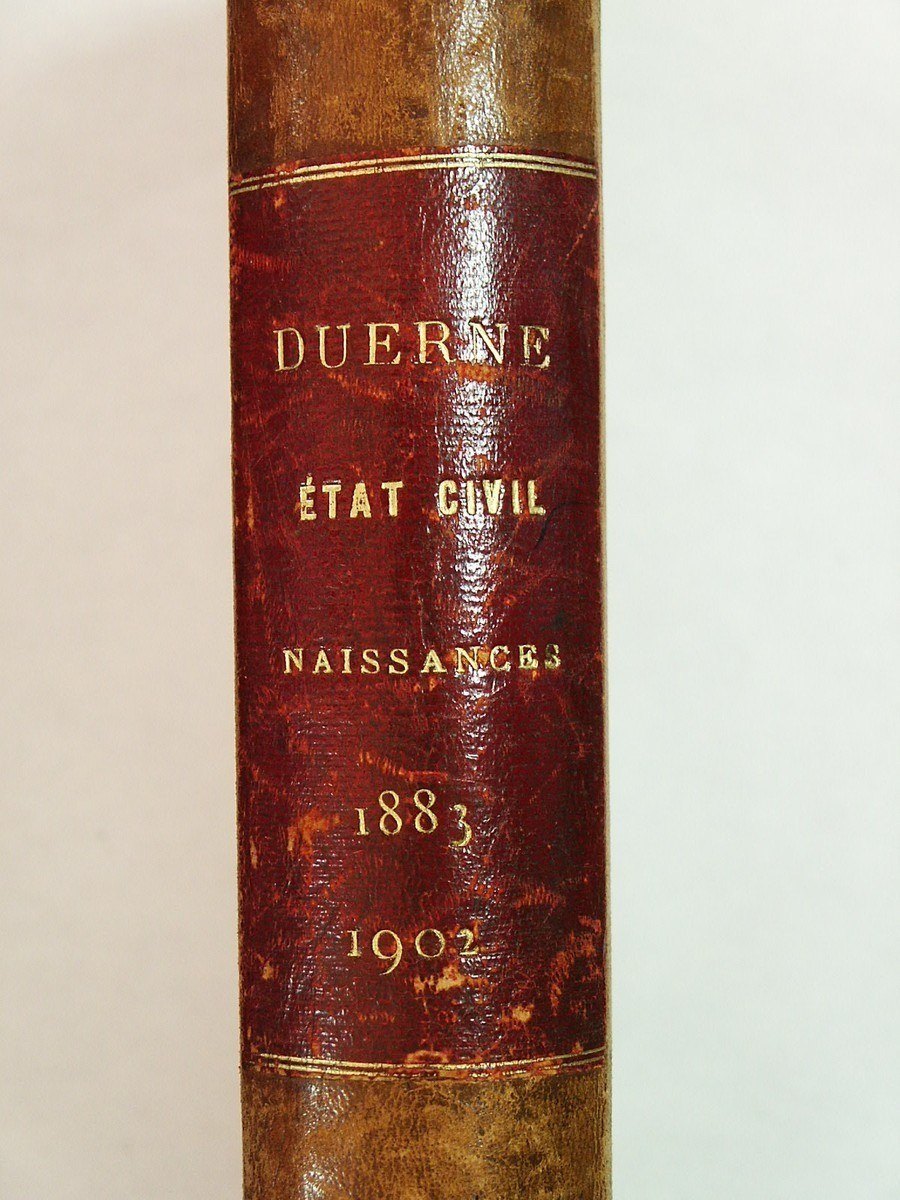 DUERNE
ÉTAT CIVIL
NAISSANCES
1883
1902